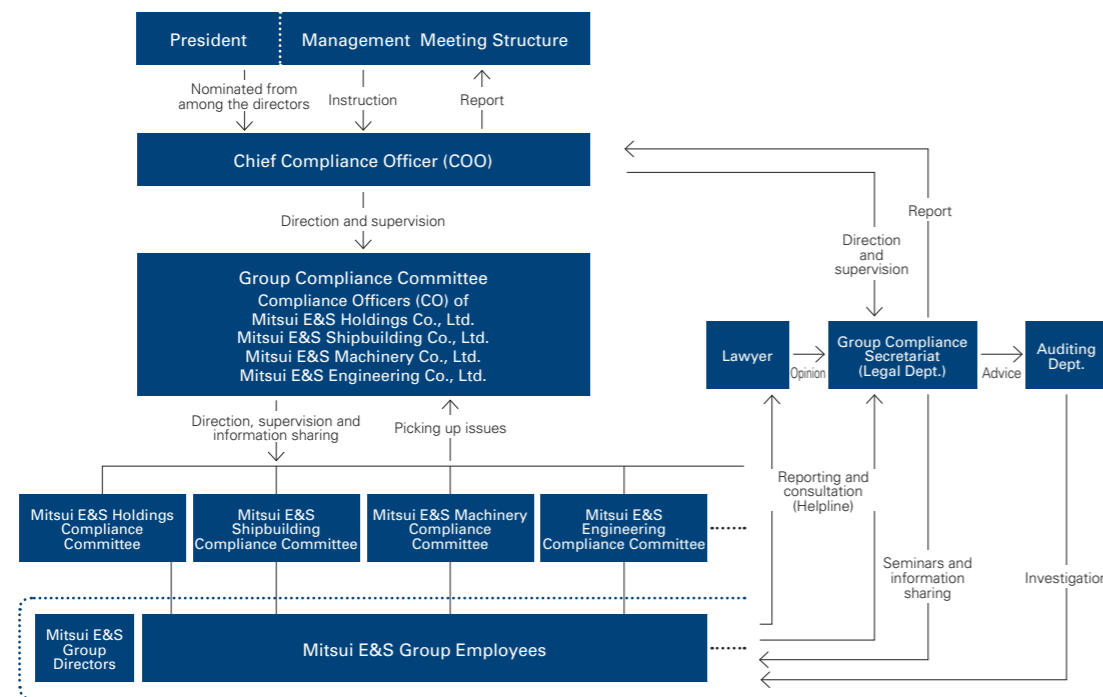 President
Management Meeting Structure
Nominated from
among the directors
Instruction
Report
Chief Compliance Officer (COO)
Direction and supervision
Report
Direction
and
supervision
Group Compliance Committee
Compliance Officers (CO) of
Mitsui E&S Holdings Co., Ltd.
Mitsui E&S Shipbuilding Co., Ltd.
Mitsui E&S Machinery Co., Ltd.
Mitsui E&S Engineering Co., Ltd.
Lawyer
Opinion
Group Compliance
Secretariat
(Legal Dept.)
Advice
Auditing
Dept.
Direction, supervision and
information sharing
Picking up issues
Reporting and
consultation
(Helpline)
Mitsui E&S Holdings
Compliance
Committee
Mitsui E&S
Shipbuilding
Compliance Committee
Mitsui E&S Machinery
Compliance
Committee
Mitsui E&S
Engineering
Compliance Committee
Seminars and
information
sharing
Investigation
Mitsui E&S
Group
Directors
Mitsui E&S Group Employees